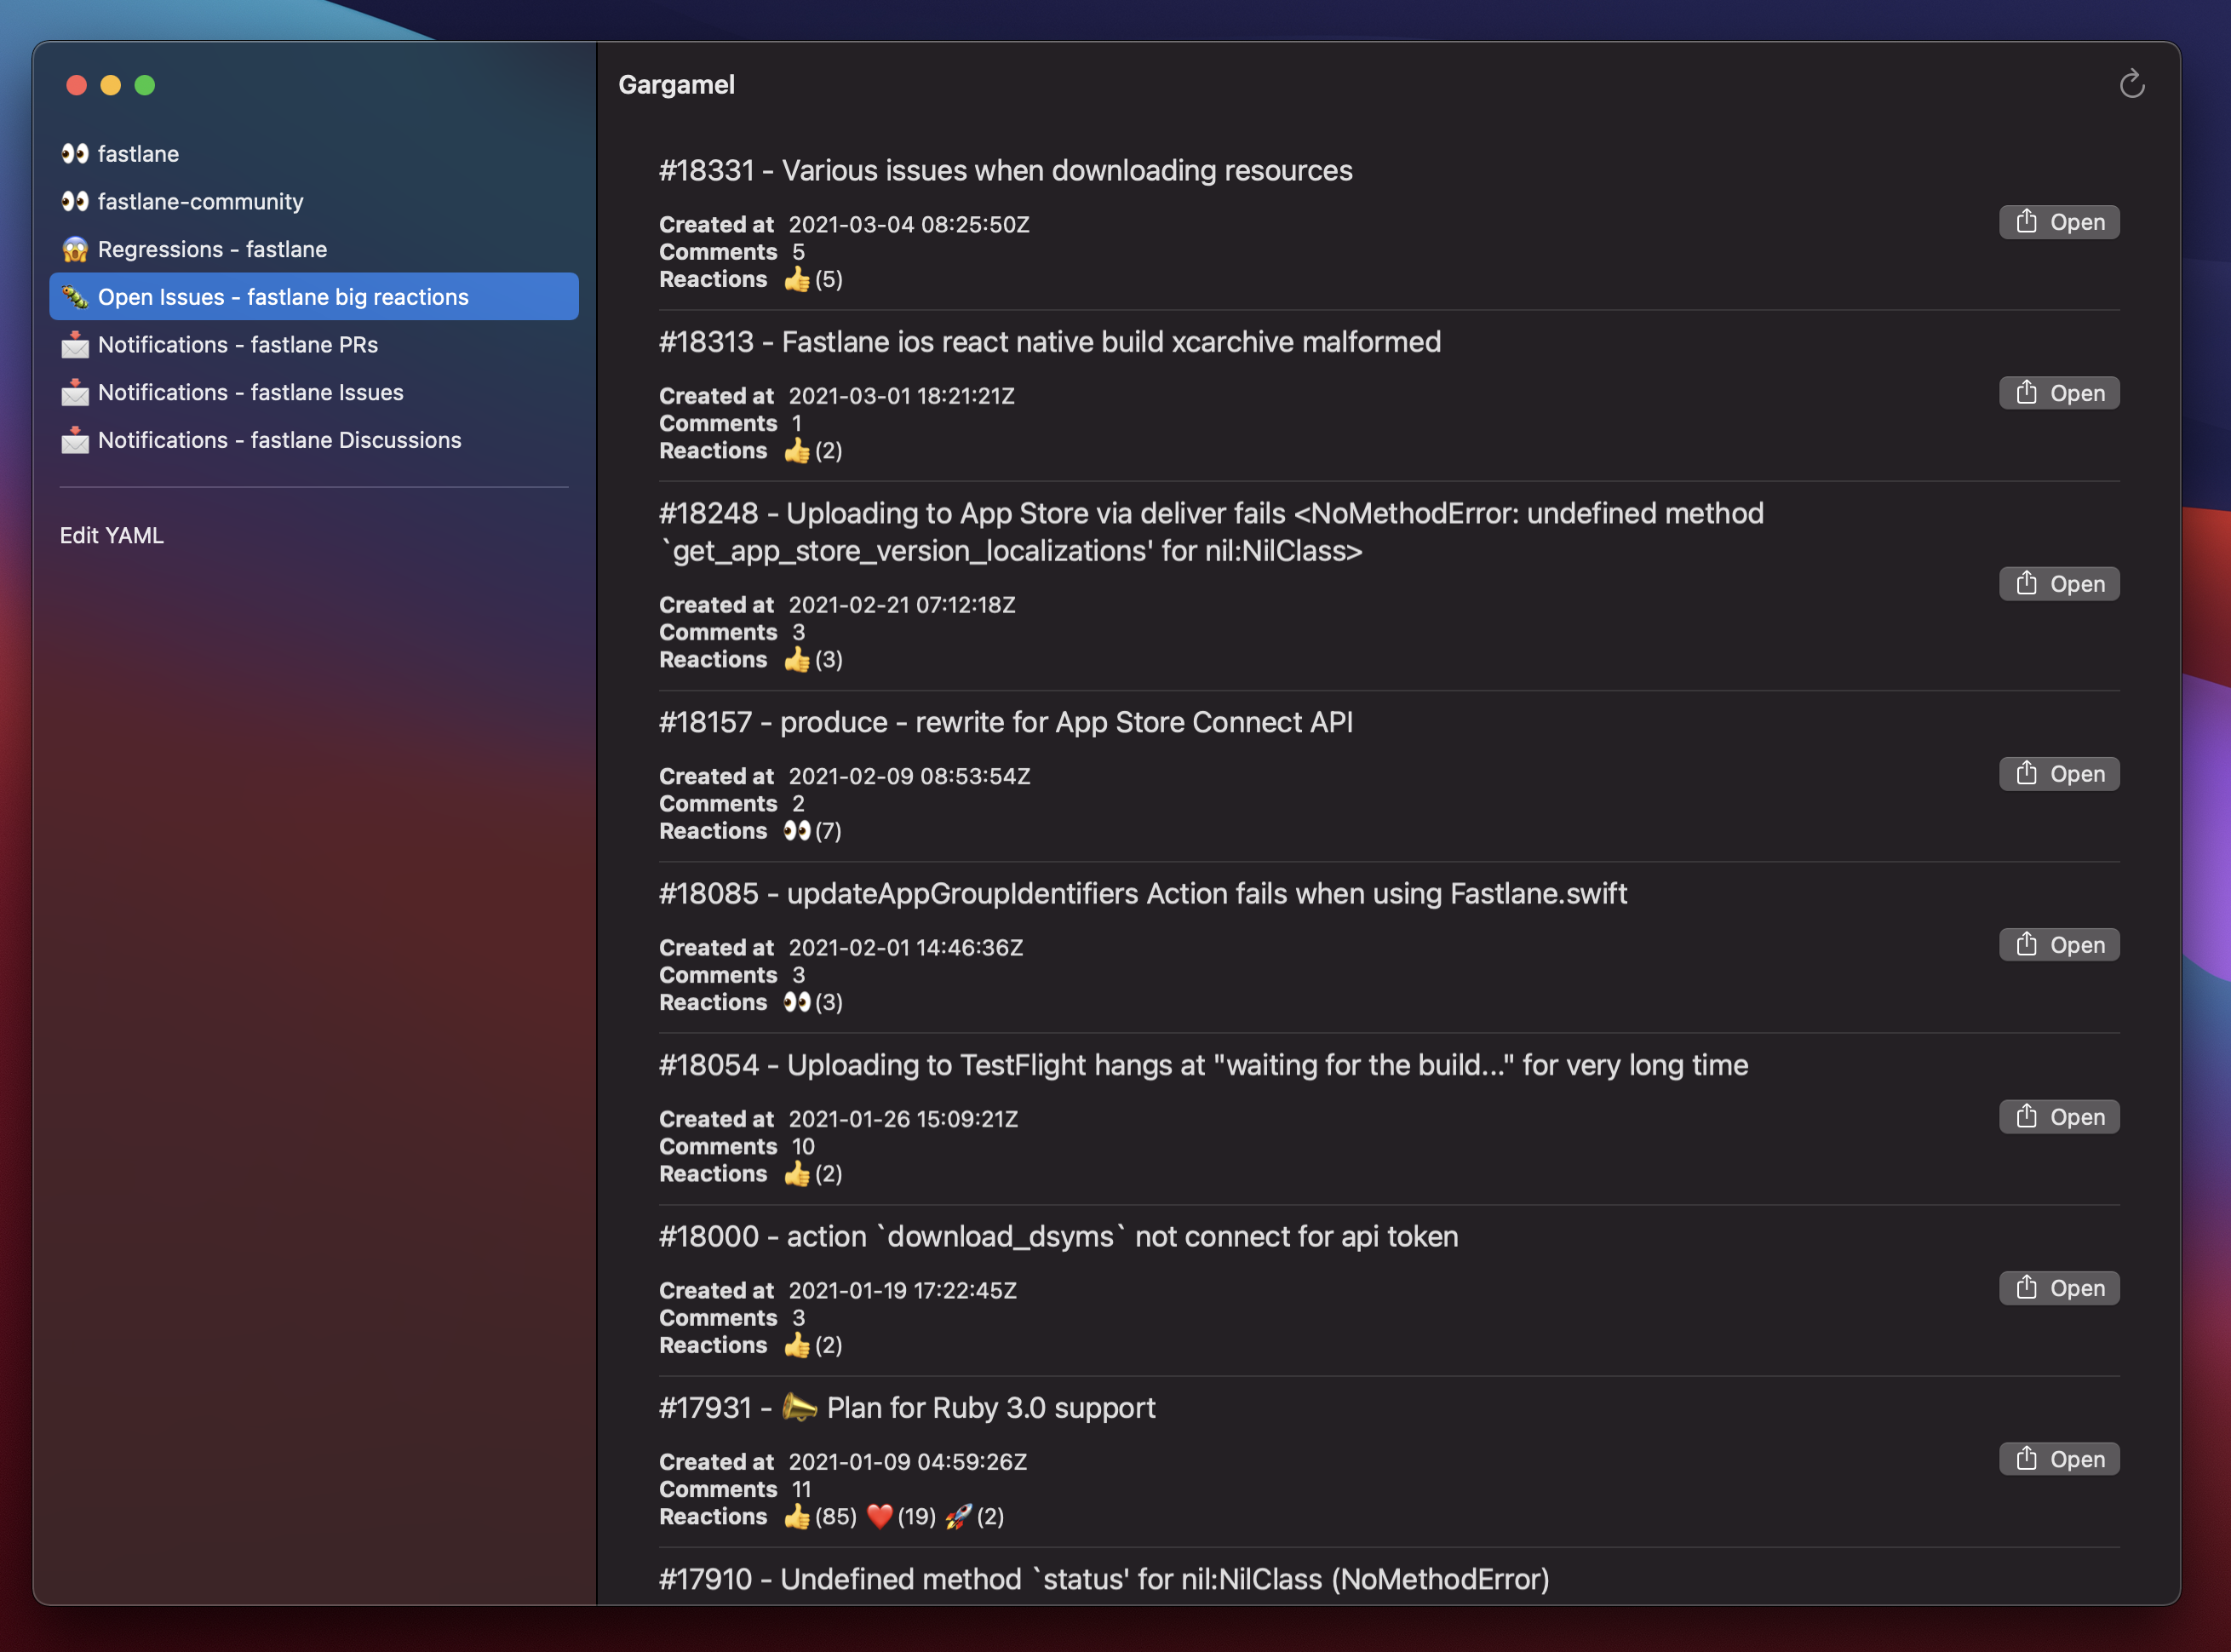 Gargamel
👀 fastlane
👀 fastlane-community
😱 Regressions - fastlane
🐛 Open Issues - fastlane big reactions
📩 Notifications - fastlane PRs
📩 Notifications - fastlane Issues
📩 Notifications - fastlane Discussions
Edit YAML
#18331 - Various issues when downloading resources
Created at 2021-03-04 08:25:50Z
Comments 5
Reactions 👍(5)
Open
#18313 - Fastlane ios react native build xcarchive malformed
Created at 2021-03-01 18:21:21Z
Comments 1
Reactions 👍(2)
Open
#18248 - Uploading to App Store via deliver fails <NoMethodError: undefined method
`get_app_store_version_localizations' for nil:NilClass>
Created at 2021-02-21 07:12:18Z
Comments 3
Reactions 👍(3)
Open
#18157 - produce - rewrite for App Store Connect API
Created at 2021-02-09 08:53:54Z
Comments 2
Reactions 👀(7)
Open
#18085 - updateAppGroupIdentifiers Action fails when using Fastlane.swift
Created at 2021-02-01 14:46:36Z
Comments 3
Reactions 👀(3)
Open
#18054 - Uploading to TestFlight hangs at "waiting for the build..." for very long time
Created at 2021-01-26 15:09:21Z
Comments 10
Reactions 👍(2)
Open
#18000 - action `download_dsyms` not connect for api token
Created at 2021-01-19 17:22:45Z
Comments 3
Reactions 👍(2)
Open
#17931 - 📣 Plan for Ruby 3.0 support
Created at 2021-01-09 04:59:26Z
Comments 11
Reactions 👍(85) ❤️(19) 🚀(2)
Open
#17910 - Undefined method `status' for nil:NilClass (NoMethodError)